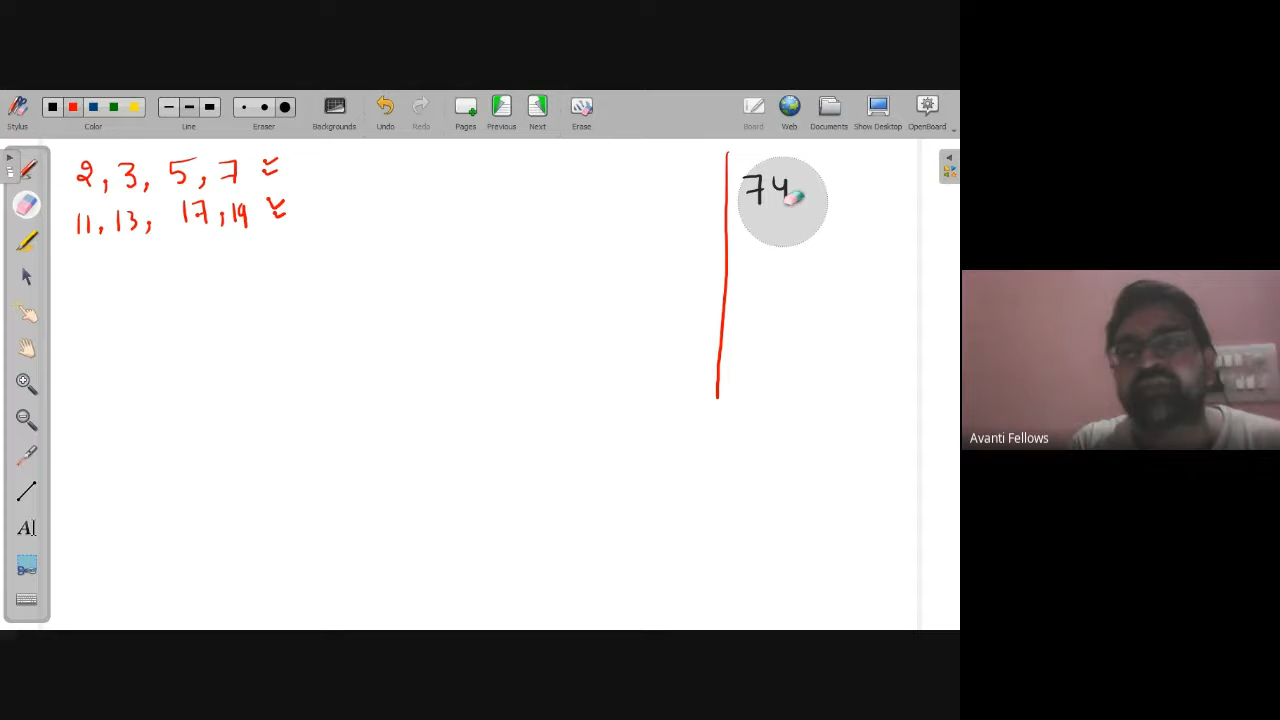 Stylus
Color
Line
Eraser
Backgrounds
Undo
Redo
Pages
Previous
Next
Erase
Board
Web
Documents
Show Desktop
OpenBoard
2, 3, 5, 7
11, 13, 17, 19
74
A
Avanti Fellows